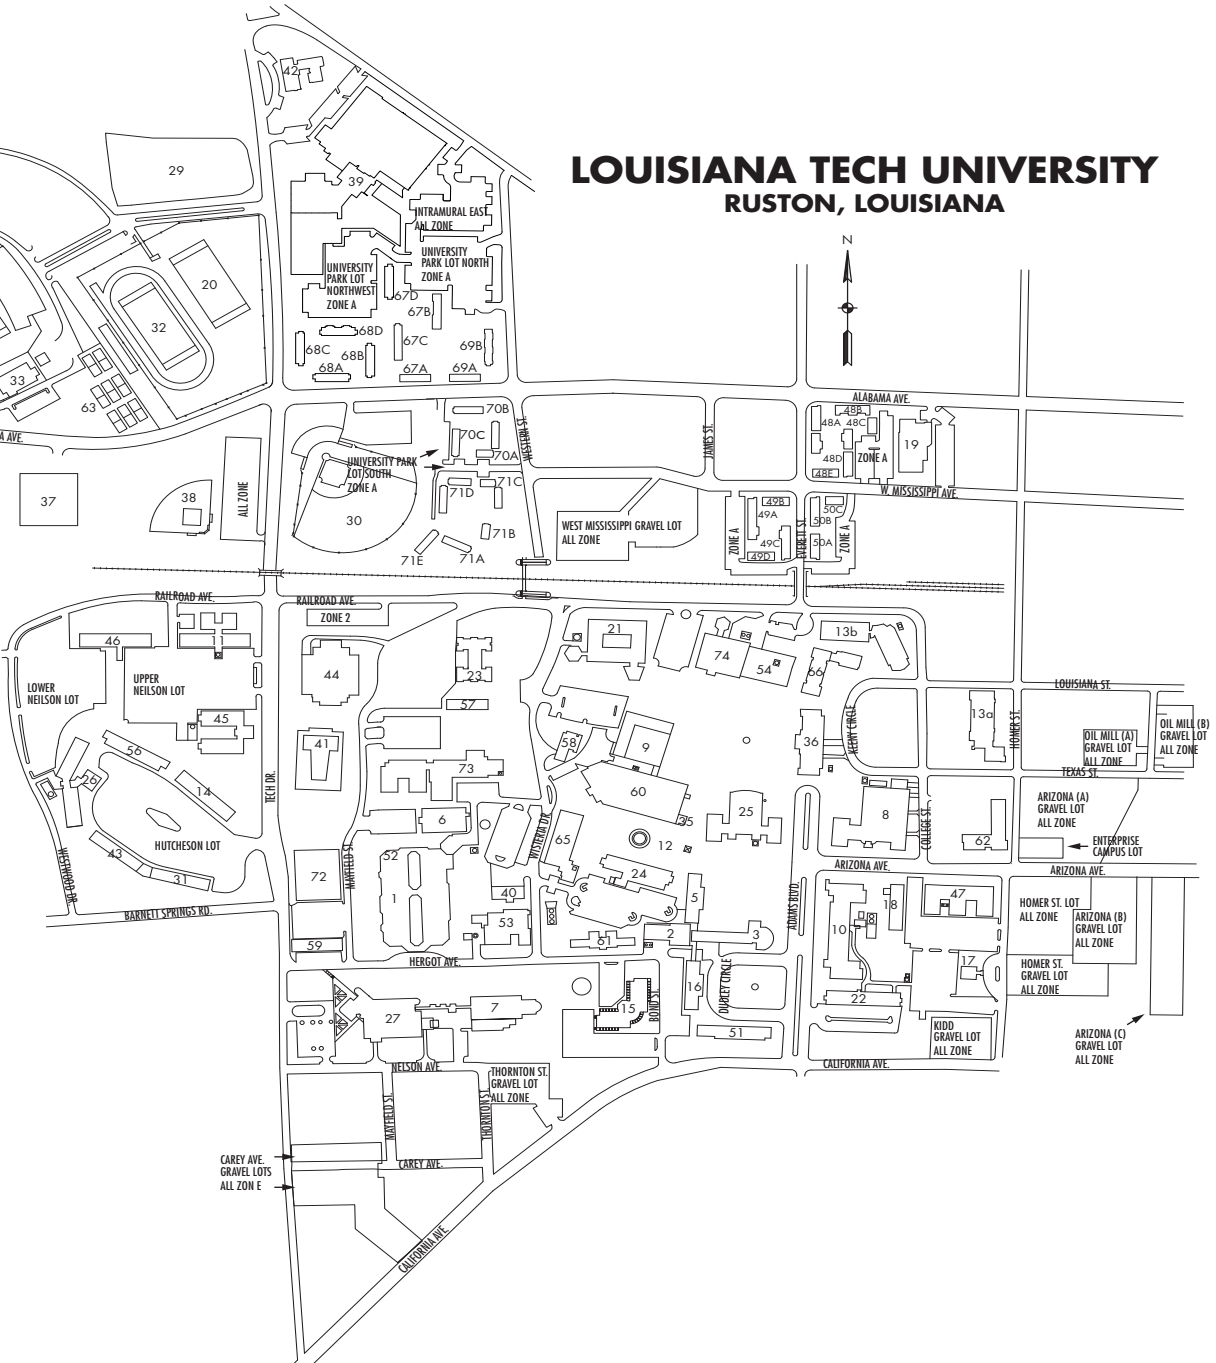 LOUISIANA TECH UNIVERSITY
RUSTON, LOUISIANA
N
42
29
39
INTRAMURAL EAST
ALL ZONE
UNIVERSITY
PARK LOT NORTH
ZONE A
UNIVERSITY
PARK LOT
NORTHWEST
ZONE A
20
32
67D
67B
68D
67C
69B
68C
68B
68A
67A
69A
33
63
A AVE.
ALABAMA AVE.
70B
70C
70A
WESTERN ST.
JAMES ST.
48B
48A
48C
19
48D
ZONE A
48E
W. MISSISSIPPI AVE.
UNIVERSITY PARK
LOT SOUTH
ZONE A
37
38
ALL ZONE
30
71D
71C
71B
71E
71A
WEST MISSISSIPPI GRAVEL LOT
ALL ZONE
49B
49A
49C
49D
ZONE A
EVERETT ST.
50C
50B
50A
ZONE A
RAILROAD AVE.
RAILROAD AVE.
ZONE 2
46
11
LOWER
NEILSON LOT
UPPER
NEILSON LOT
44
23
57
21
74
54
13b
66
LOUISIANA ST.
45
41
56
26
14
TECH DR.
73
58
9
36
KEENY CIRCLE
13a
HOMER ST.
OIL MILL (A)
GRAVEL LOT
ALL ZONE
OIL MILL (B)
GRAVEL LOT
ALL ZONE
TEXAS ST.
60
35
25
8
COLLEGE ST.
62
ARIZONA (A)
GRAVEL LOT
ALL ZONE
ENTERPRISE
CAMPUS LOT
6
WISTERIA DR.
65
12
HUTCHESON LOT
43
31
WESTWOOD DR.
BARNETT SPRINGS RD.
72
MAYFIELD ST.
52
1
24
40
53
5
ARIZONA AVE.
ARIZONA AVE.
ADAMS BLVD.
47
18
10
HOMER ST. LOT
ALL ZONE
ARIZONA (B)
GRAVEL LOT
ALL ZONE
59
HERGOT AVE.
61
2
3
17
HOMER ST.
GRAVEL LOT
ALL ZONE
27
7
15
BOND ST.
16
DUDLEY CIRCLE
22
51
KIDD
GRAVEL LOT
ALL ZONE
ARIZONA (C)
GRAVEL LOT
ALL ZONE
CALIFORNIA AVE.
NELSON AVE.
THORNTON ST.
GRAVEL LOT
ALL ZONE
MAYFIELD ST.
THORNTON ST.
CAREY AVE.
GRAVEL LOTS
ALL ZON E
CAREY AVE.
CALIFORNIA AVE.